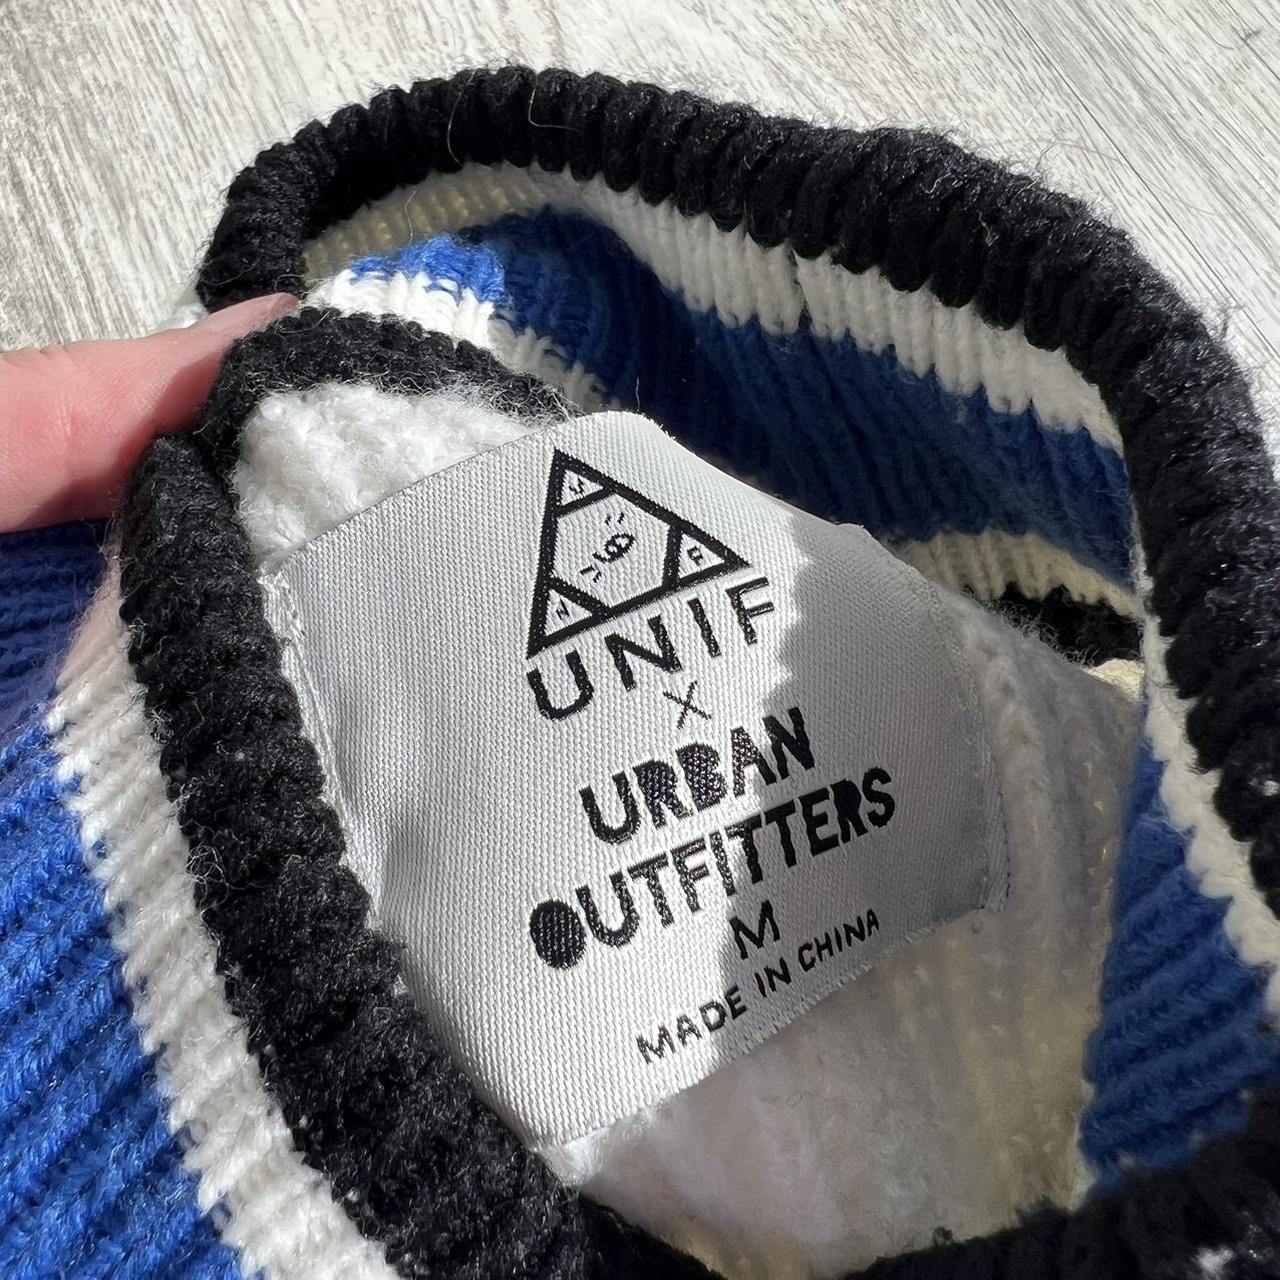 UNIF
X
URBAN
OUTFITTERS
M
MADE IN CHINA